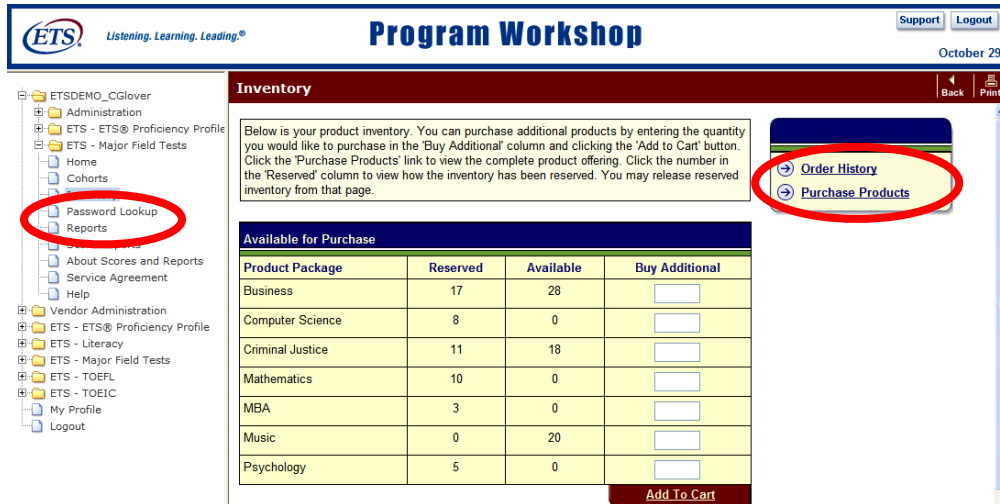 ETS
Listening. Learning. Leading.®
Program Workshop
Support
Logout
October 29
ETSDEMO_CGlover
Administration
ETS - ETS® Proficiency Profile
ETS - Major Field Tests
Home
Cohorts
Password Lookup
Reports
About Scores and Reports
Service Agreement
Help
Vendor Administration
ETS - ETS® Proficiency Profile
ETS - Literacy
ETS - Major Field Tests
ETS - TOEFL
ETS - TOEIC
My Profile
Logout
Inventory
Back
Print
Below is your product inventory. You can purchase additional products by entering the quantity
you would like to purchase in the 'Buy Additional' column and clicking the 'Add to Cart' button.
Click the 'Purchase Products' link to view the complete product offering. Click the number in
the 'Reserved' column to view how the inventory has been reserved. You may release reserved
inventory from that page.
Order History
Purchase Products
Available for Purchase
Product Package Reserved Available Buy Additional
Business 17 28
Computer Science 8 0
Criminal Justice 11 18
Mathematics 10 0
MBA 3 0
Music 0 20
Psychology 5 0
Add To Cart